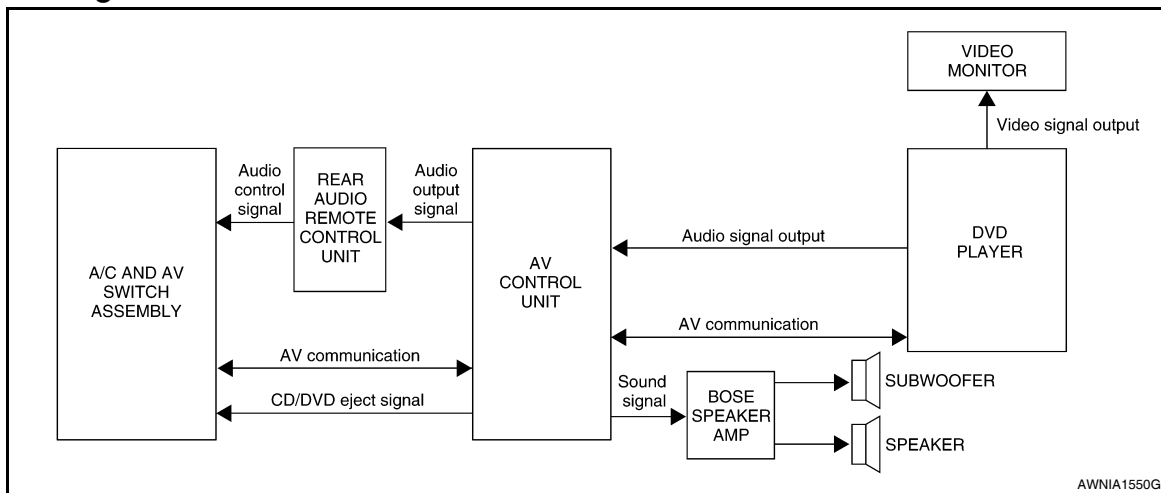 VIDEO
MONITOR
Video signal output
Audio
control
signal
REAR
AUDIO
REMOTE
CONTROL
UNIT
Audio
output
signal
A/C AND AV
SWITCH
ASSEMBLY
AV
CONTROL
UNIT
Audio signal output
DVD
PLAYER
AV communication
AV communication
CD/DVD eject signal
Sound
signal
BOSE
SPEAKER
AMP
SUBWOOFER
SPEAKER
AWNIA1550G